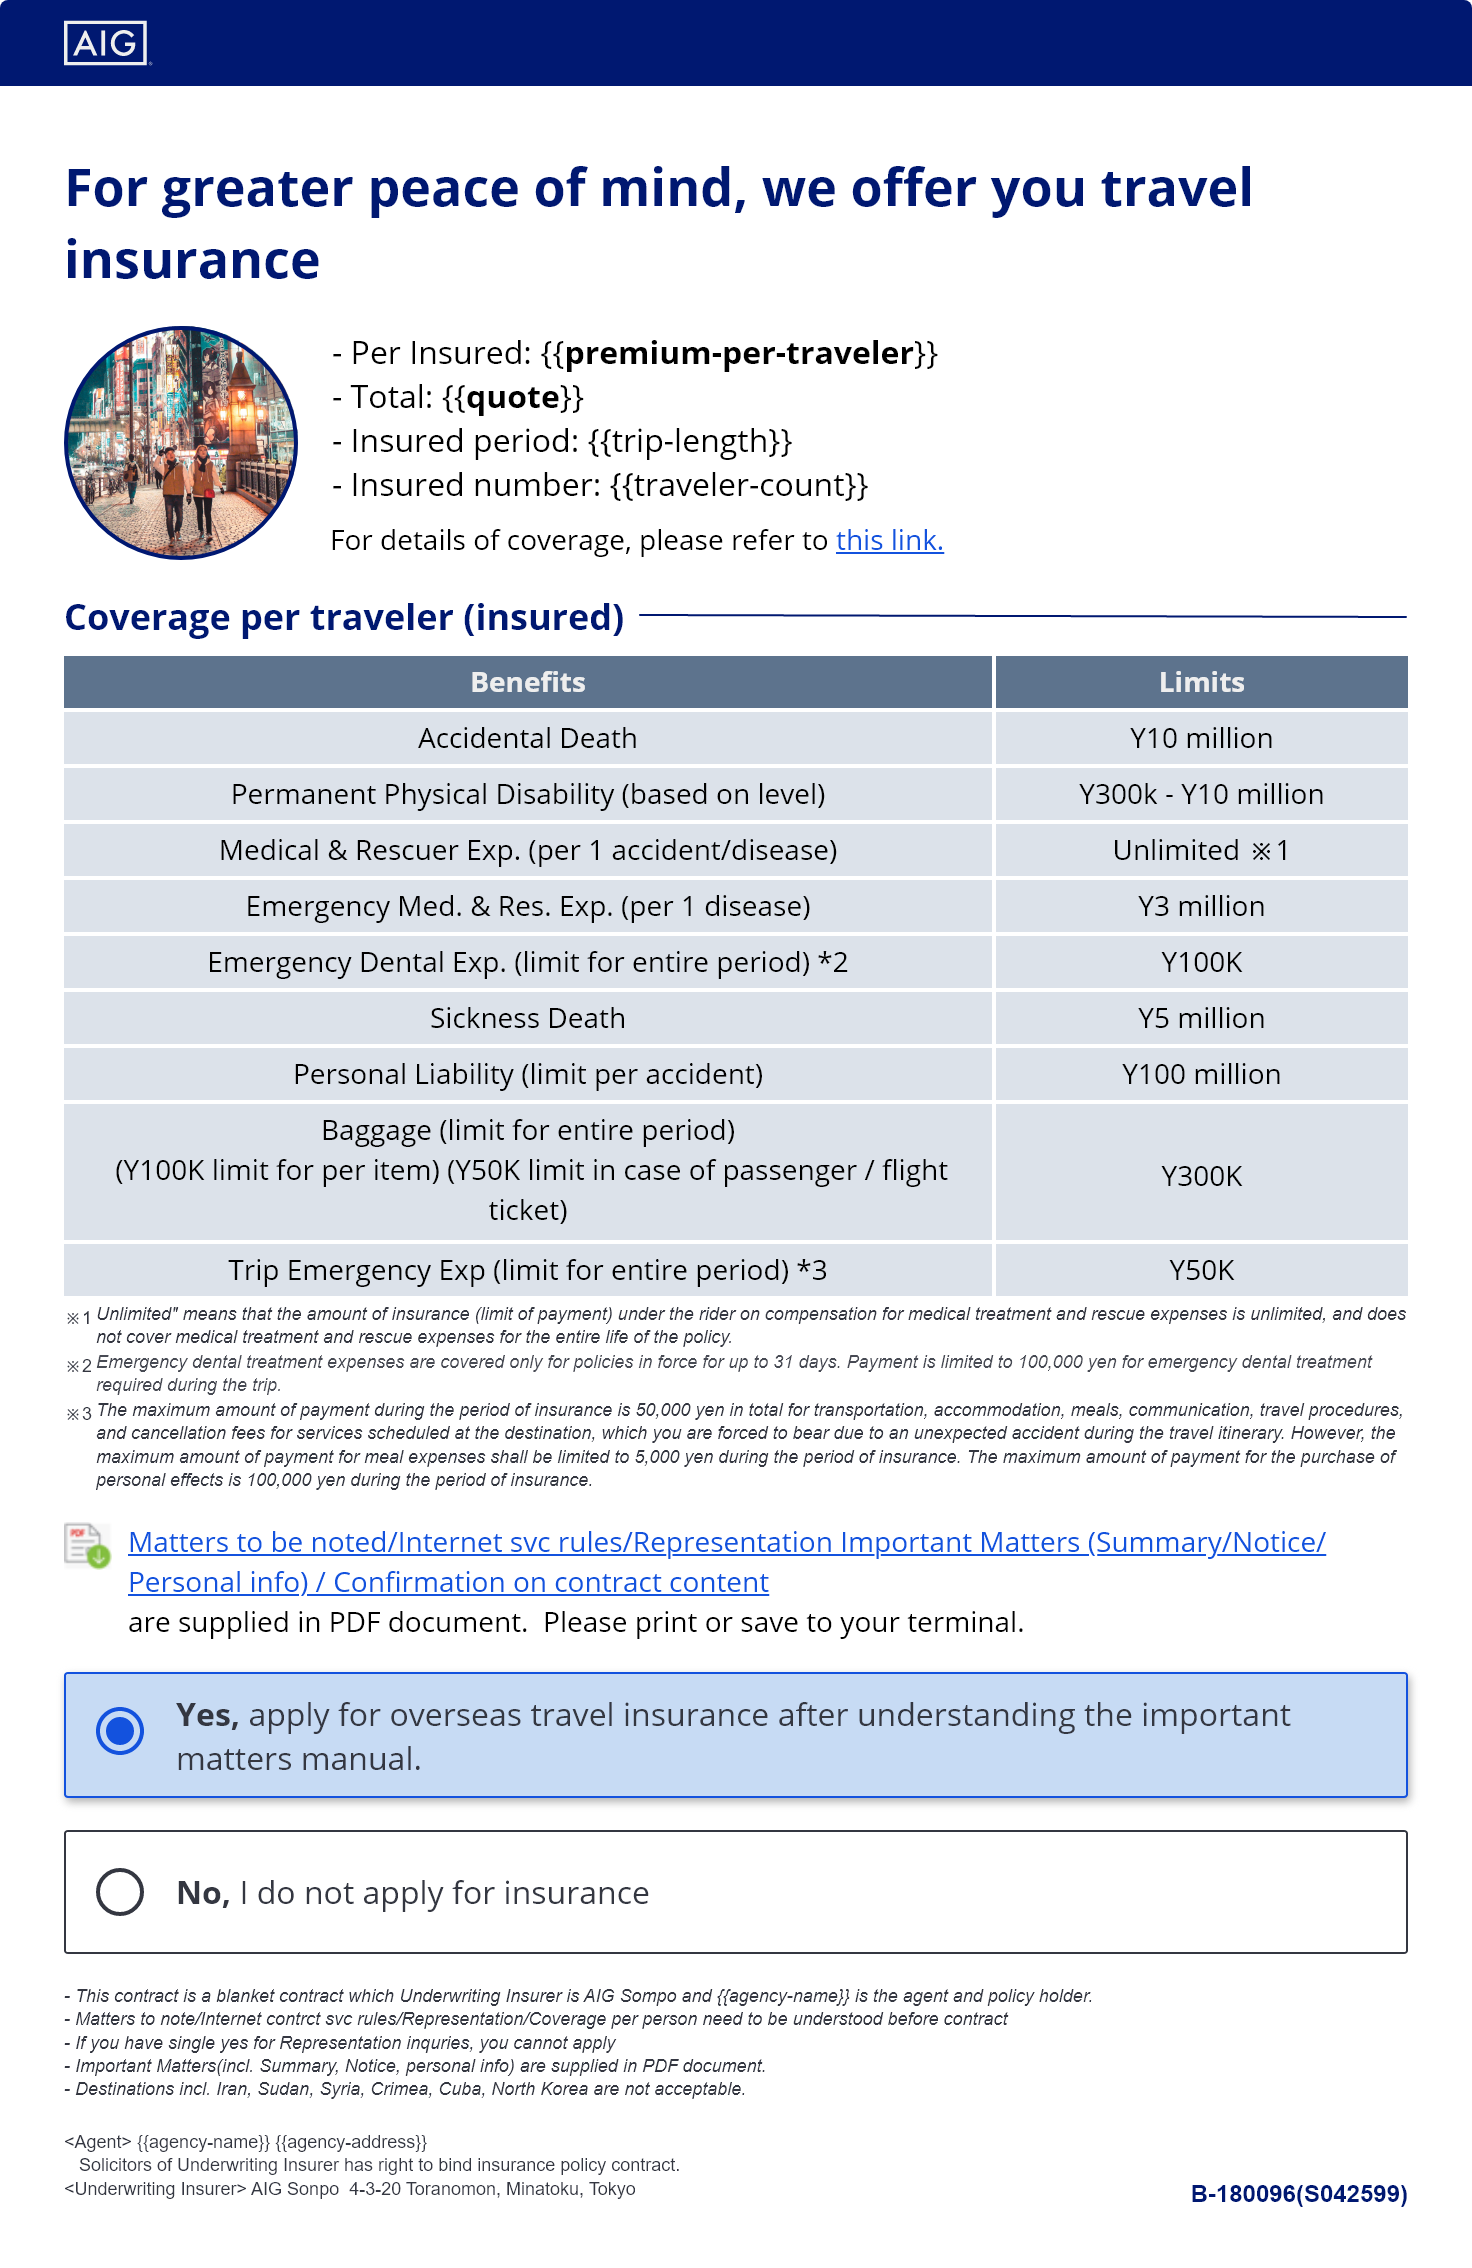 AIG
For greater peace of mind, we offer you travel
insurance
- Per Insured: {{premium-per-traveler}}
- Total: {{quote}}
- Insured period: {{trip-length}}
- Insured number: {{traveler-count}}
For details of coverage, please refer to this link.
Coverage per traveler (insured)
Benefits Limits
Accidental Death Y10 million
Permanent Physical Disability (based on level) Y300k - Y10 million
Medical & Rescuer Exp. (per 1 accident/disease) Unlimited ※1
Emergency Med. & Res. Exp. (per 1 disease) Y3 million
Emergency Dental Exp. (limit for entire period) *2 Y100K
Sickness Death Y5 million
Personal Liability (limit per accident) Y100 million
Baggage (limit for entire period)
(Y100K limit for per item) (Y50K limit in case of passenger / flight
ticket)
Y300K
Trip Emergency Exp (limit for entire period) *3 Y50K
※1 Unlimited" means that the amount of insurance (limit of payment) under the rider on compensation for medical treatment and rescue expenses is unlimited, and does
not cover medical treatment and rescue expenses for the entire life of the policy.
※2 Emergency dental treatment expenses are covered only for policies in force for up to 31 days. Payment is limited to 100,000 yen for emergency dental treatment
required during the trip.
※3 The maximum amount of payment during the period of insurance is 50,000 yen in total for transportation, accommodation, meals, communication, travel procedures,
and cancellation fees for services scheduled at the destination, which you are forced to bear due to an unexpected accident during the travel itinerary. However, the
maximum amount of payment for meal expenses shall be limited to 5,000 yen during the period of insurance. The maximum amount of payment for the purchase of
personal effects is 100,000 yen during the period of insurance.
PDF
Matters to be noted/Internet svc rules/Representation Important Matters (Summary/Notice/
Personal info) / Confirmation on contract content
are supplied in PDF document.  Please print or save to your terminal.
Yes, apply for overseas travel insurance after understanding the important
matters manual.
No, I do not apply for insurance
- This contract is a blanket contract which Underwriting Insurer is AIG Sompo and {{agency-name}} is the agent and policy holder.
- Matters to note/Internet contrct svc rules/Representation/Coverage per person need to be understood before contract
- If you have single yes for Representation inquries, you cannot apply
- Important Matters(incl. Summary, Notice, personal info) are supplied in PDF document.
- Destinations incl. Iran, Sudan, Syria, Crimea, Cuba, North Korea are not acceptable.
<Agent> {{agency-name}} {{agency-address}}
Solicitors of Underwriting Insurer has right to bind insurance policy contract.
<Underwriting Insurer> AIG Sonpo  4-3-20 Toranomon, Minatoku, Tokyo
B-180096(S042599)